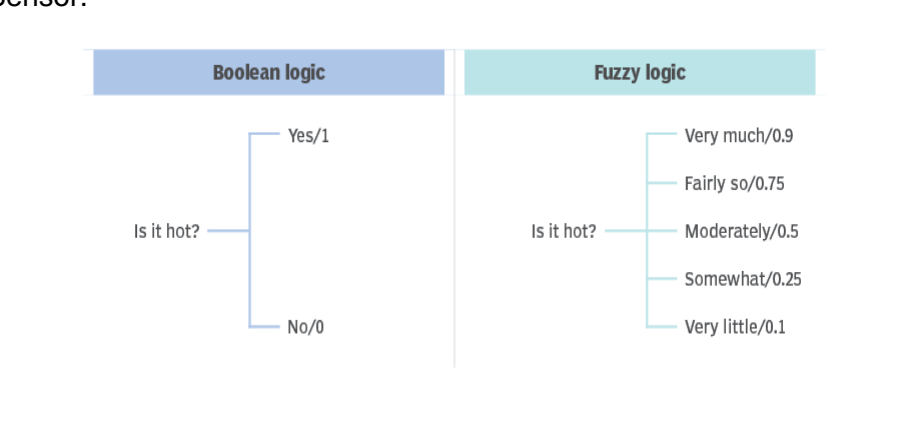 Sensor.
Boolean logic
Fuzzy logic
Yes/1
Is it hot?
No/0
Very much/0.9
Fairly so/0.75
Is it hot?
Moderately/0.5
Somewhat/0.25
Very little/0.1